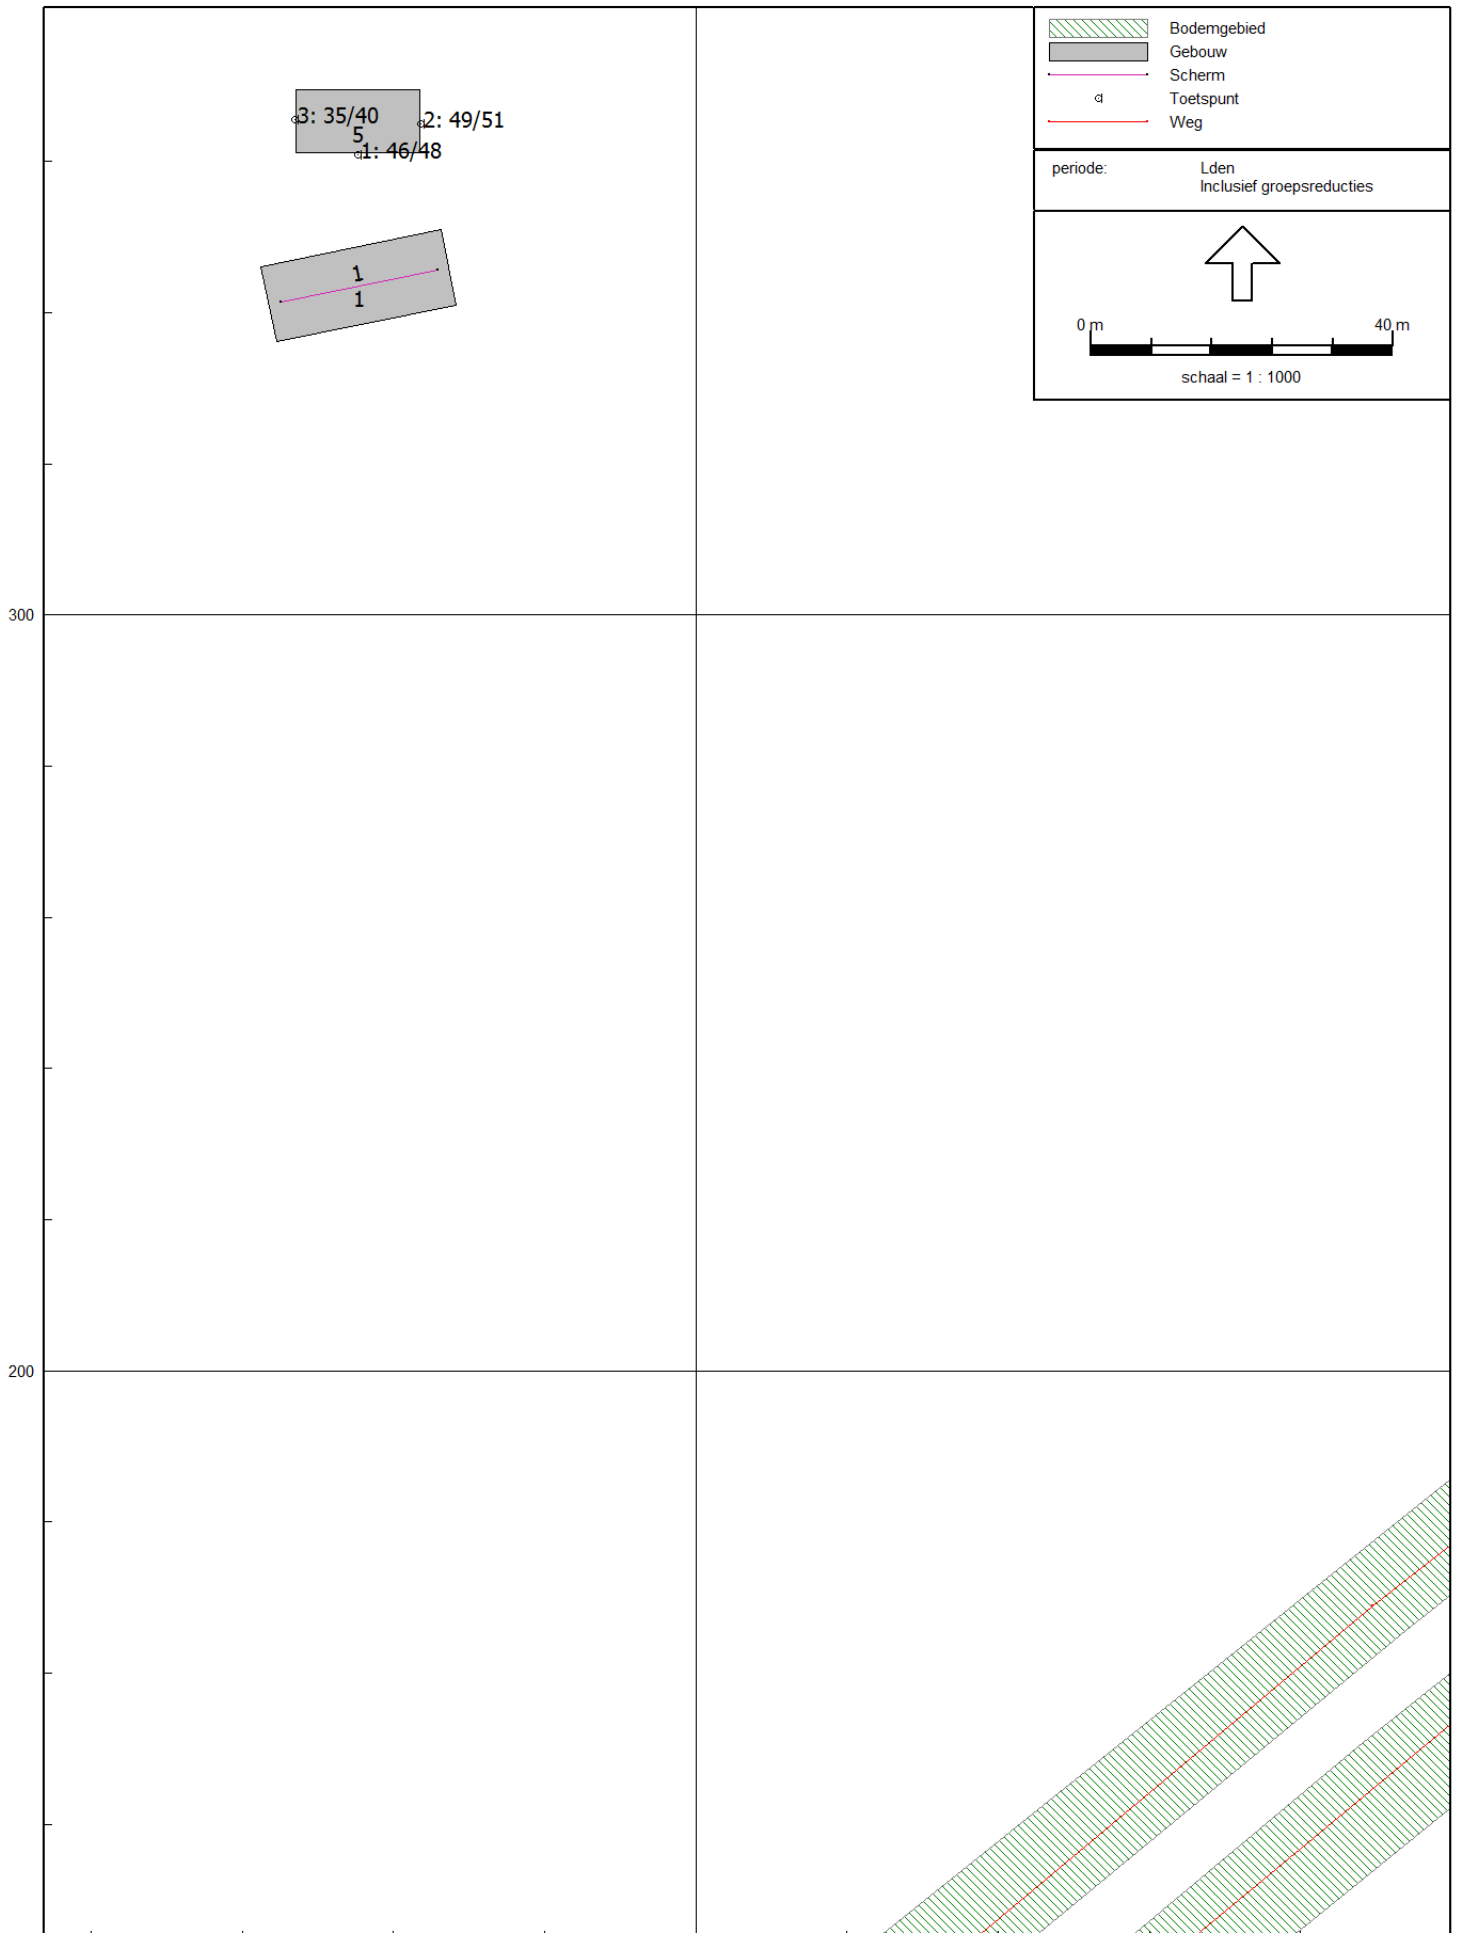 Bodemgebied
Gebouw
Scherm
Toetspunt
Weg
periode: Lden
Inclusief groepsreducties
0 m 40 m
schaal = 1 : 1000
3: 35/40
2: 49/51
5
1: 46/48
1
1
300
200